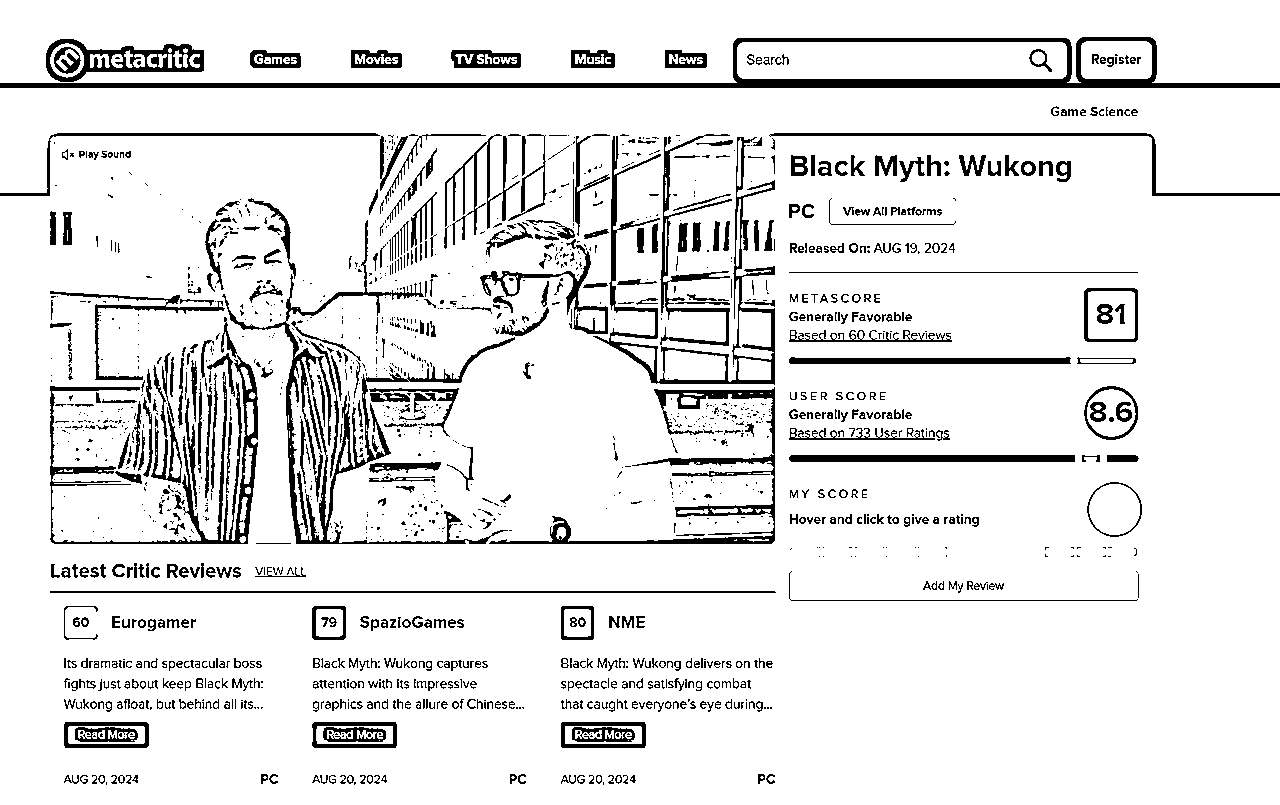 metacritic
Games
Movies
TV Shows
Music
News
Search
Register
Game Science
Play Sound
Black Myth: Wukong
PC
View All Platforms
Released On: AUG 19, 2024
METASCORE
Generally Favorable
Based on 60 Critic Reviews
81
USER SCORE
Generally Favorable
Based on 733 User Ratings
8.6
MY SCORE
Hover and click to give a rating
Add My Review
Latest Critic Reviews
VIEW ALL
60 Eurogamer
Its dramatic and spectacular boss
fights just about keep Black Myth:
Wukong afloat, but behind all its...
Read More
AUG 20, 2024
PC
79 SpazioGames
Black Myth: Wukong captures
attention with its impressive
graphics and the allure of Chinese...
Read More
AUG 20, 2024
PC
80 NME
Black Myth: Wukong delivers on the
spectacle and satisfying combat
that caught everyone's eye during...
Read More
AUG 20, 2024
PC